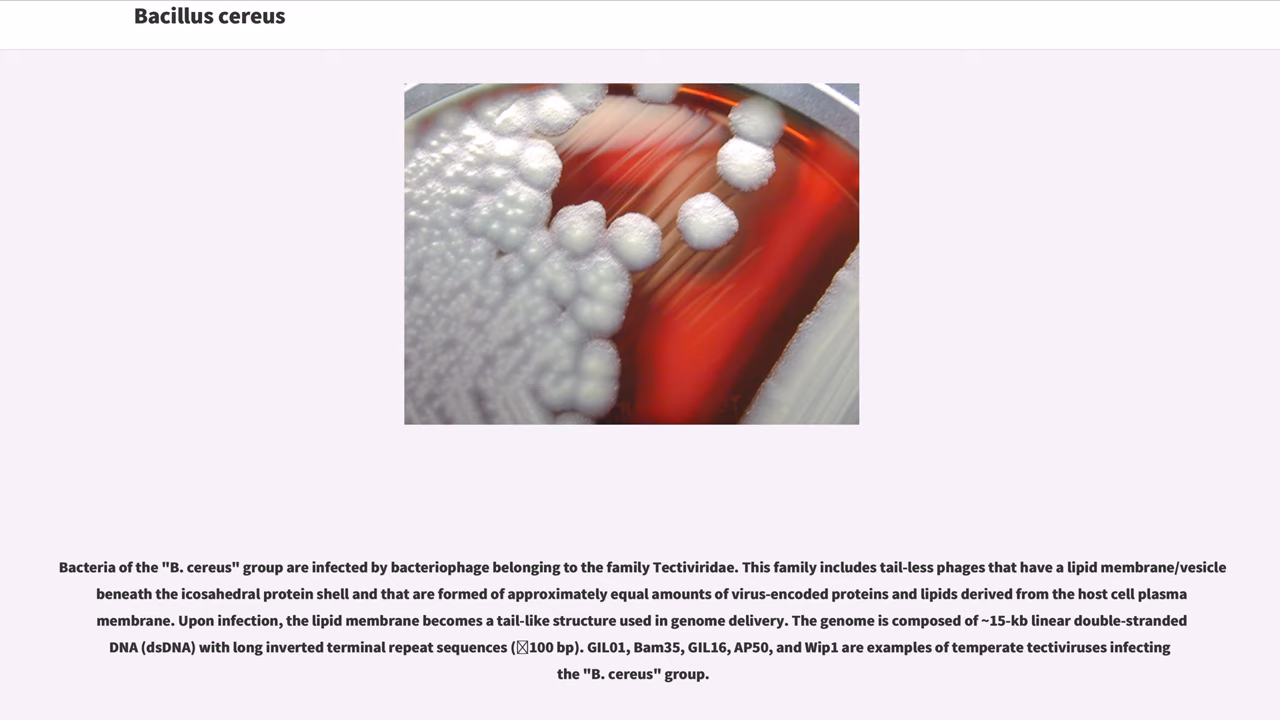 Bacillus cereus
Bacteria of the "B. cereus" group are infected by bacteriophage belonging to the family Tectiviridae. This family includes tail-less phages that have a lipid membrane/vesicle
beneath the icosahedral protein shell and that are formed of approximately equal amounts of virus-encoded proteins and lipids derived from the host cell plasma
membrane. Upon infection, the lipid membrane becomes a tail-like structure used in genome delivery. The genome is composed of ~15-kb linear double-stranded
DNA (dsDNA) with long inverted terminal repeat sequences (100 bp). GIL01, Bam35, GIL16, AP50, and Wip1 are examples of temperate tectiviruses infecting
the "B. cereus" group.